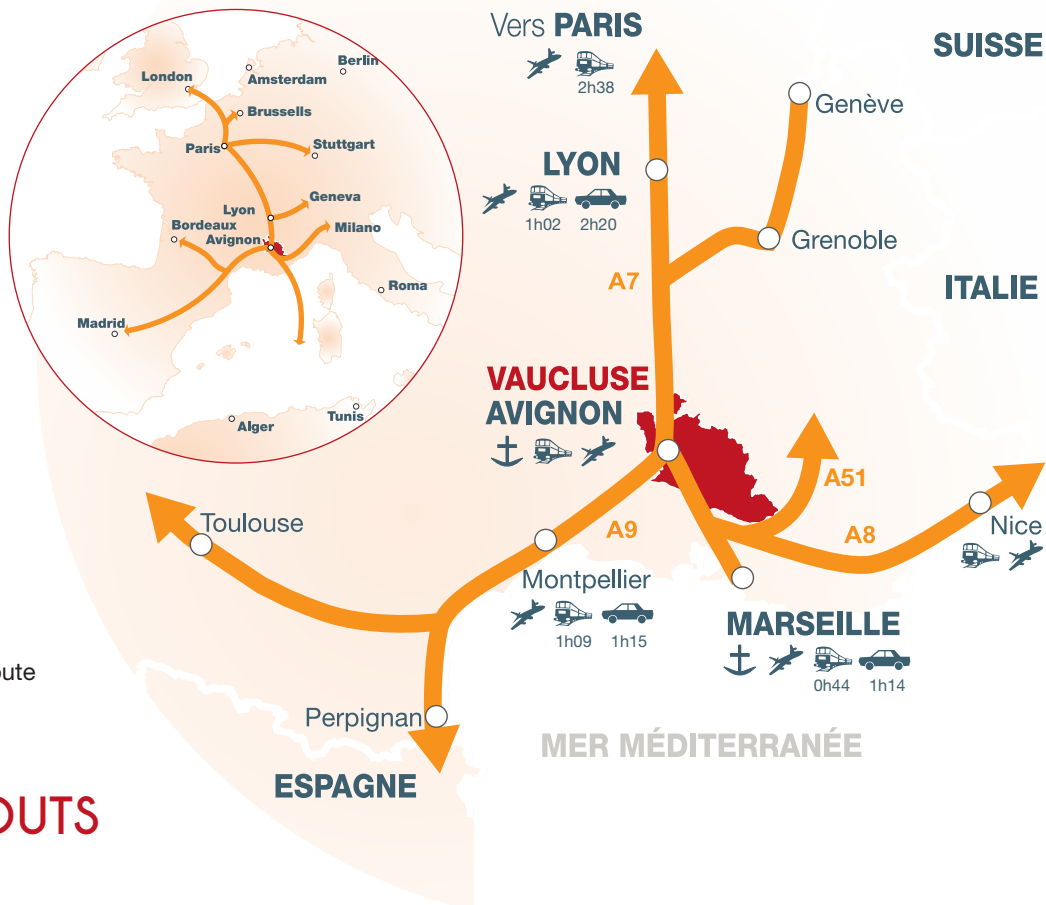 London
Amsterdam
Berlin
Brussells
Paris
Stuttgart
Lyon
Geneva
Bordeaux
Avignon
Milano
Roma
Madrid
Alger
Tunis
Vers PARIS
2h38
SUISSE
Genève
LYON
1h02 2h20
Grenoble
A7
ITALIE
VAUCLUSE
AVIGNON
A51
Toulouse
A9
A8
Nice
Montpellier
1h09 1h15
MARSEILLE
0h44 1h14
Perpignan
MER MÉDITERRANÉE
ESPAGNE